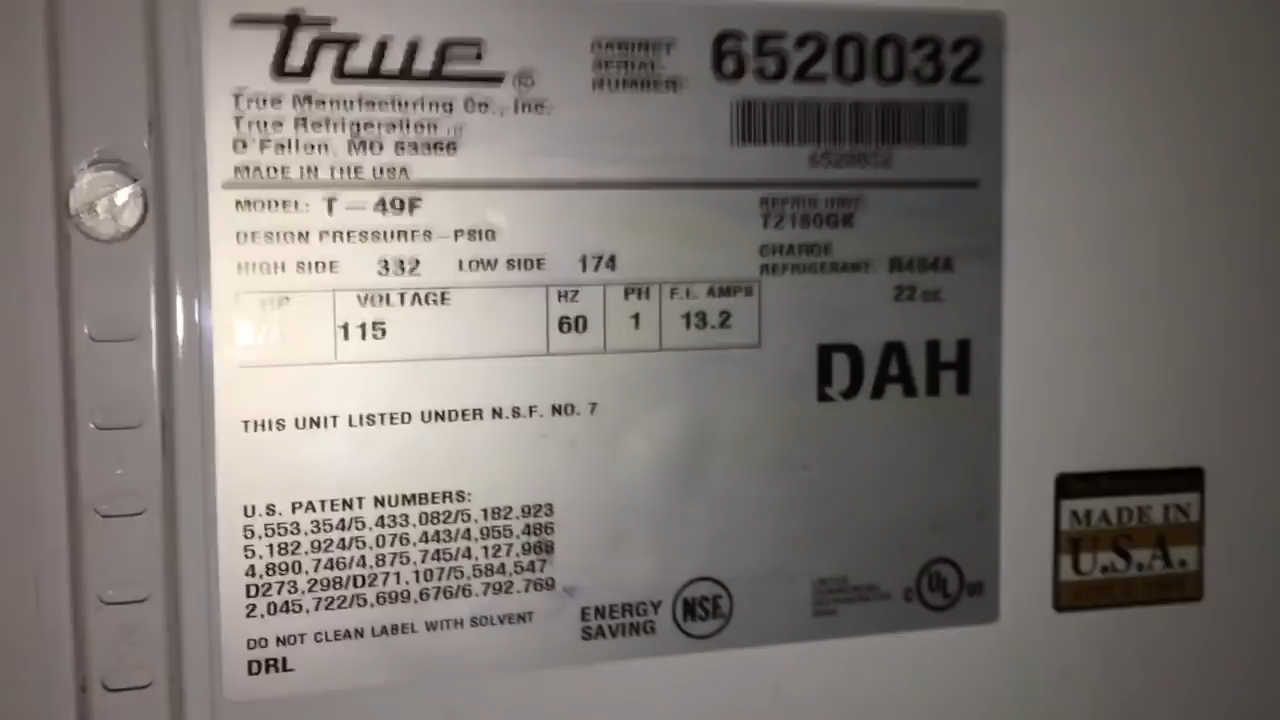 true ®
True Manufacturing Co., Inc.
True Refrigeration
O'Fallon, MO 63366
MADE IN THE USA
CABINET
SERIAL
NUMBER:
6520032
6520032
MODEL: T-49F
DESIGN PRESSURES-PSIG
HIGH SIDE 332 LOW SIDE 174
T2180GK
CHARGE
REFRIGERANT: R404A
22 oz.
HP VOLTAGE HZ PH F.L. AMPS
115 60 1 13.2
DAH
THIS UNIT LISTED UNDER N.S.F. NO. 7
U.S. PATENT NUMBERS:
5,553,354/5,433,082/5,182,923
5,182,924/5,076,443/4,955,486
4,890,746/4,875,745/4,127,968
D273,298/D271,107/5,584,547
2,045,722/5,699,676/6.792.769
DO NOT CLEAN LABEL WITH SOLVENT
DRL
ENERGY
SAVING
NSF
C UL US
MADE IN
U.S.A.